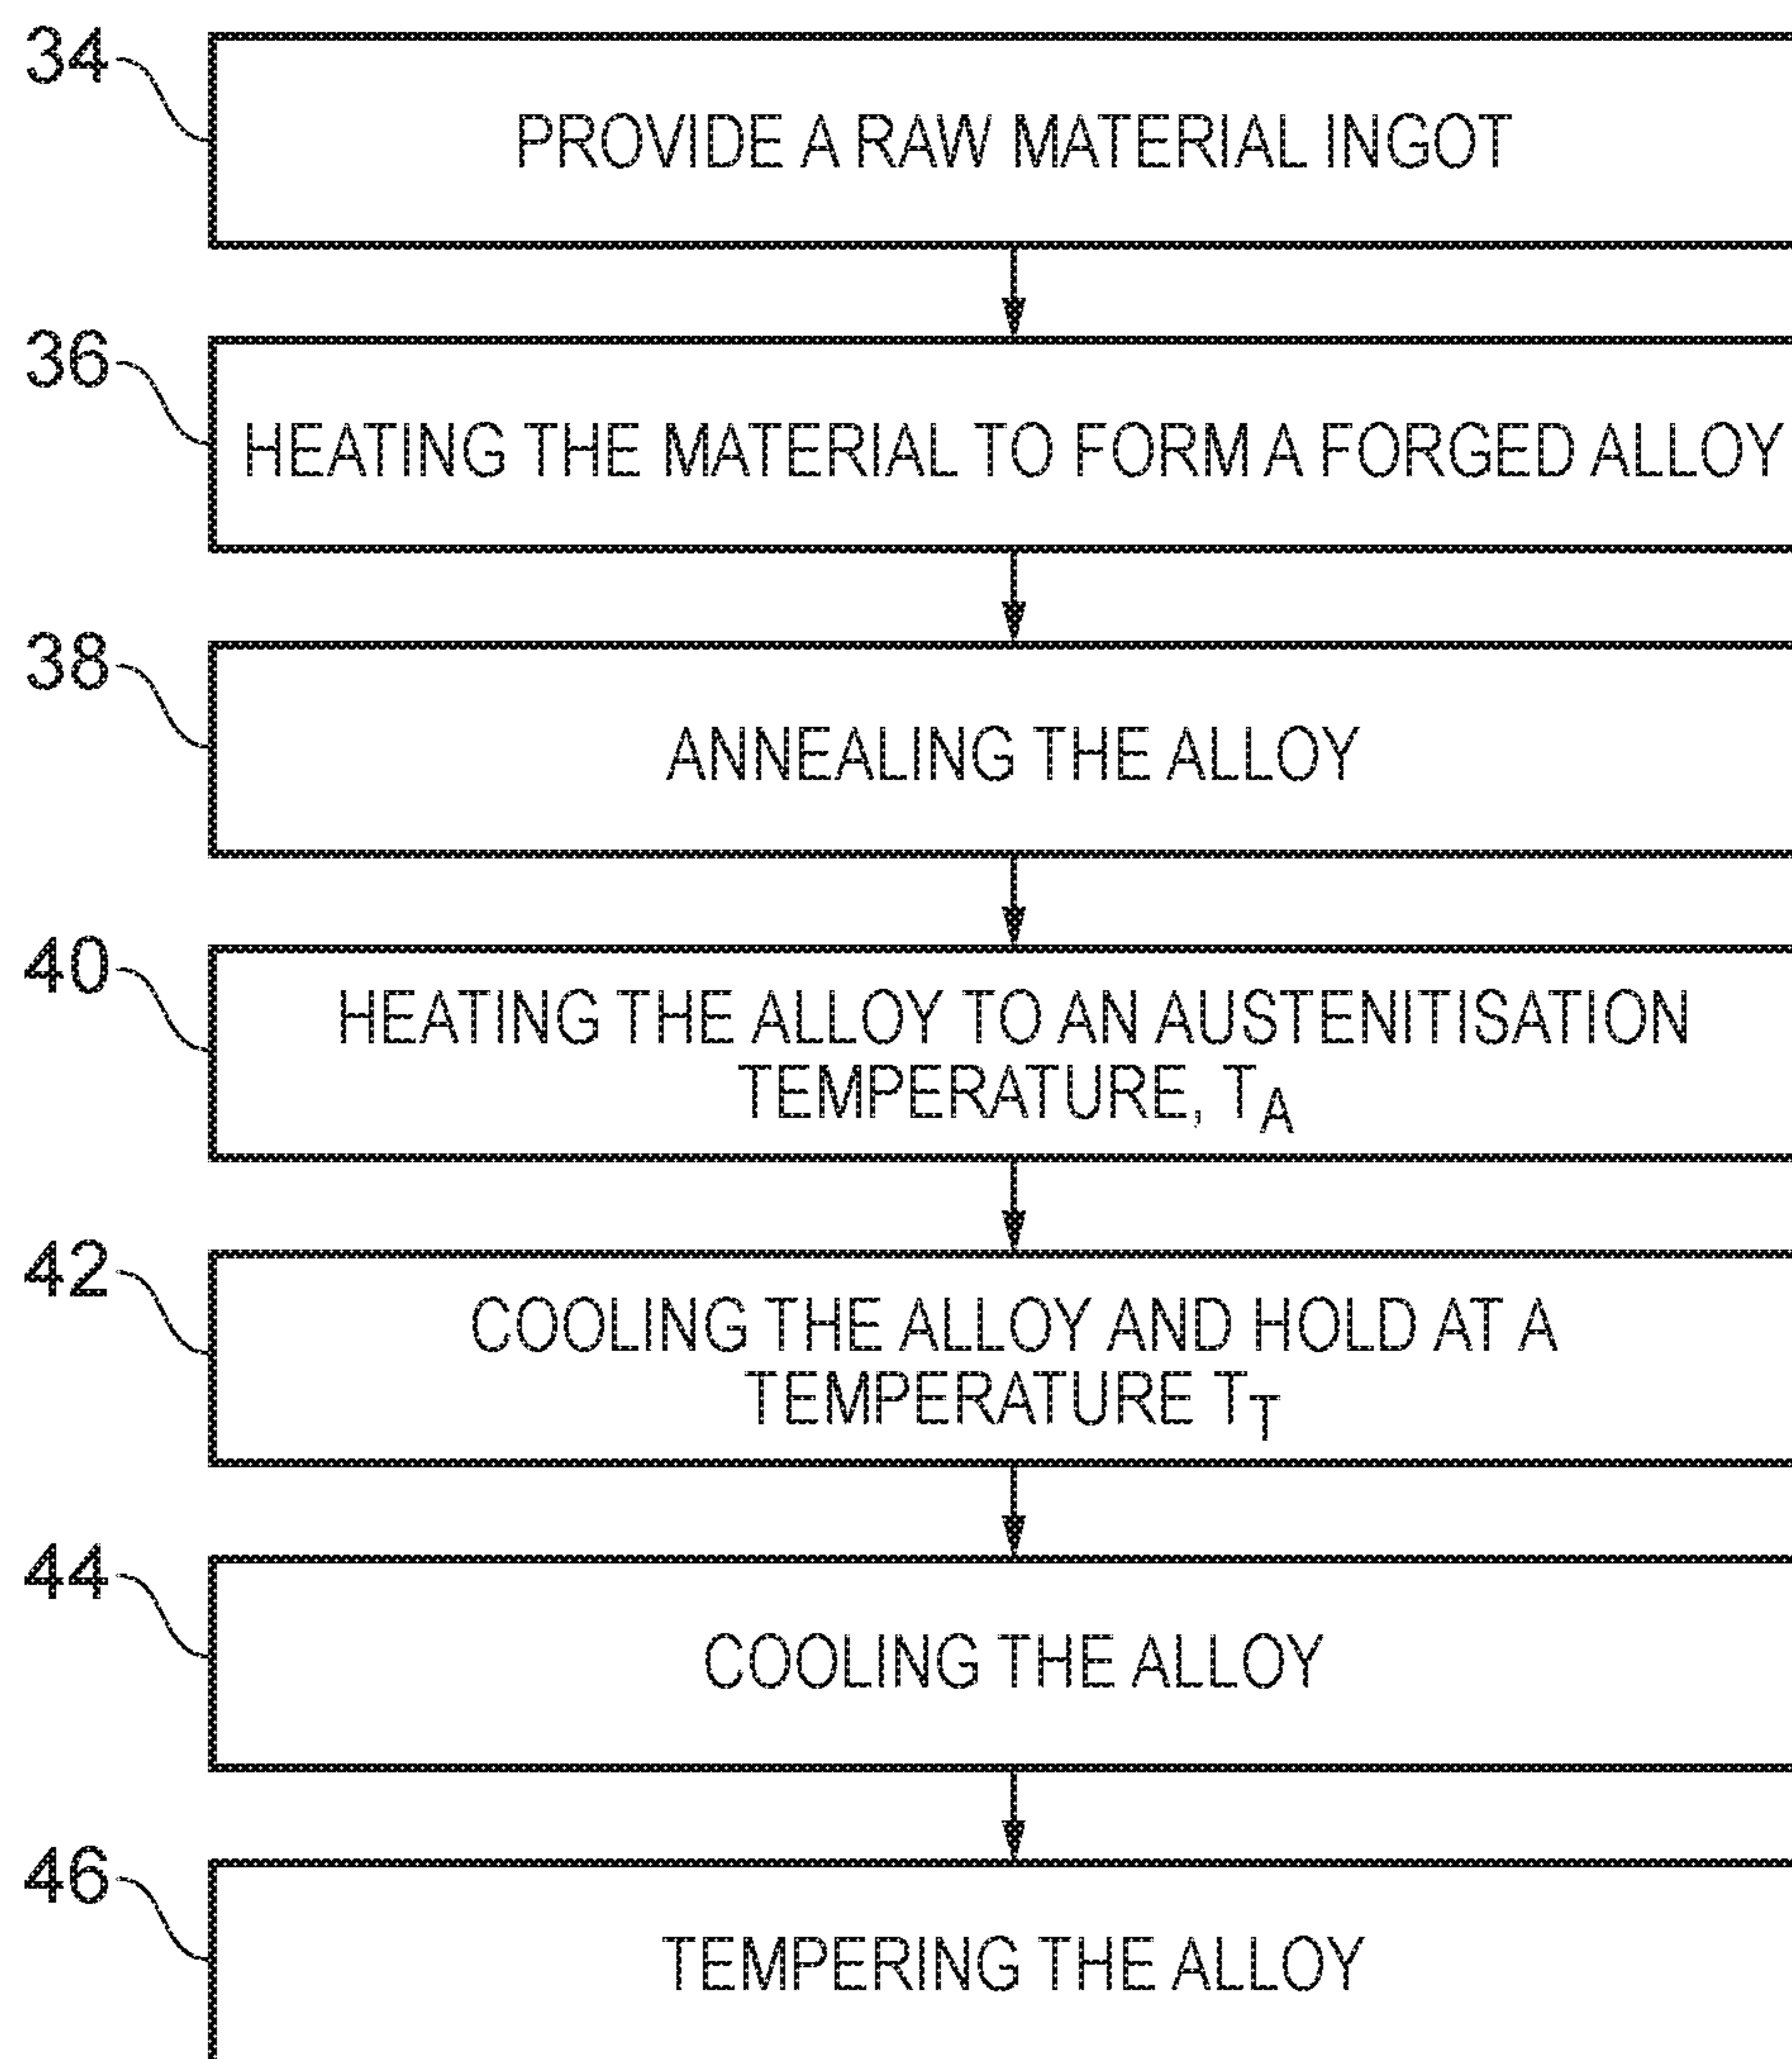 34
PROVIDE A RAW MATERIAL INGOT
36
HEATING THE MATERIAL TO FORM A FORGED ALLOY
38
ANNEALING THE ALLOY
40
HEATING THE ALLOY TO AN AUSTENITISATION
TEMPERATURE, T_A
42
COOLING THE ALLOY AND HOLD AT A
TEMPERATURE T_T
44
COOLING THE ALLOY
46
TEMPERING THE ALLOY